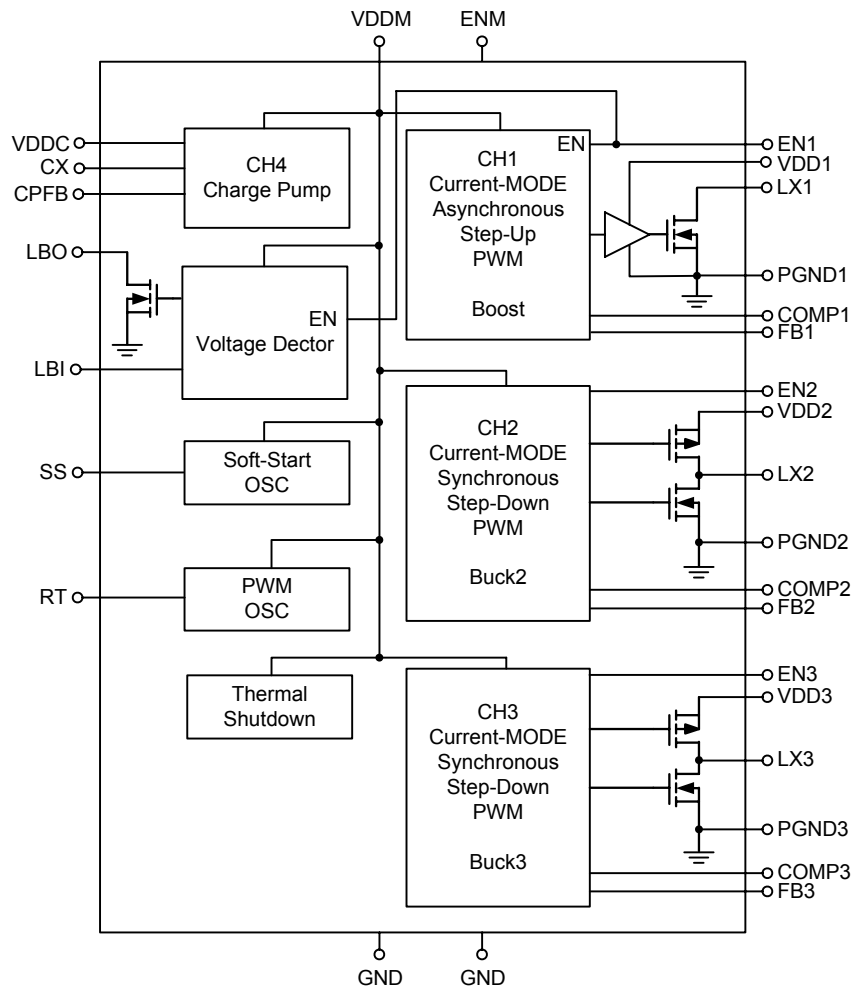 VDDM
ENM
VDDC
CX
CPFB
CH4
Charge Pump
LBO
EN
Voltage Dector
LBI
SS
Soft-Start
OSC
RT
PWM
OSC
Thermal
Shutdown
EN
CH1
Current-MODE
Asynchronous
Step-Up
PWM
Boost
EN1
VDD1
LX1
PGND1
COMP1
FB1
CH2
Current-MODE
Synchronous
Step-Down
PWM
Buck2
EN2
VDD2
LX2
PGND2
COMP2
FB2
CH3
Current-MODE
Synchronous
Step-Down
PWM
Buck3
EN3
VDD3
LX3
PGND3
COMP3
FB3
GND
GND